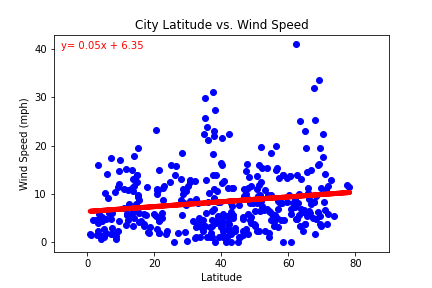 City Latitude vs. Wind Speed
y= 0.05x + 6.35
40
30
20
10
0
Wind Speed (mph)
0 20 40 60 80
Latitude